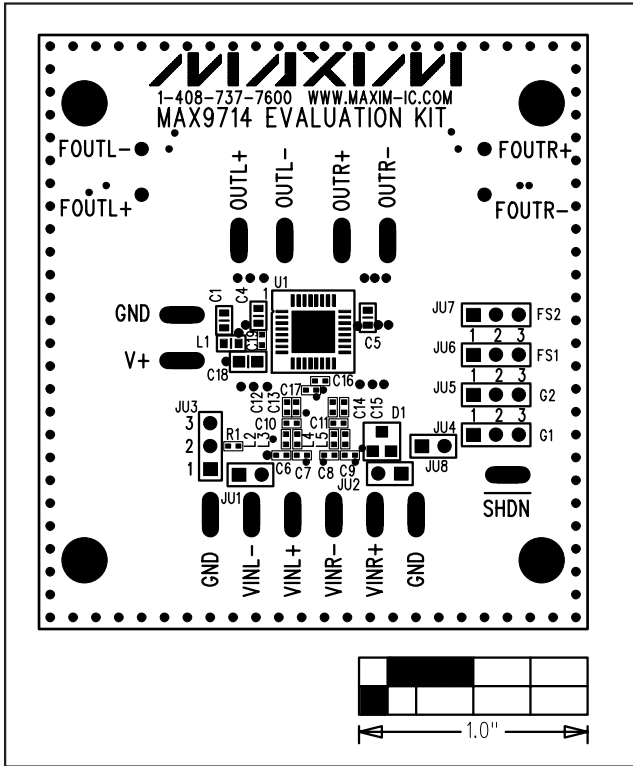 MAXIM
1-408-737-7600 WWW.MAXIM-IC.COM
MAX9714 EVALUATION KIT
FOUTL-
FOUTL+
OUTL+
OUTL-
OUTR+
OUTR-
FOUTR+
FOUTR-
GND
V+
C1
C4
1
U1
L1
C19
C18
C5
JU7
FS2
1 2 3
JU6
FS1
1 2 3
JU5
G2
1 2 3
JU4
G1
JU3
3
2
1
R1
C17
C16
C12
C13
C14
C15
D1
C10
C11
L2
L3
L4
L5
C6
C7
C8
C9
JU1
JU2
JU8
SHDN
GND
VINL-
VINL+
VINR-
VINR+
GND
1.0"